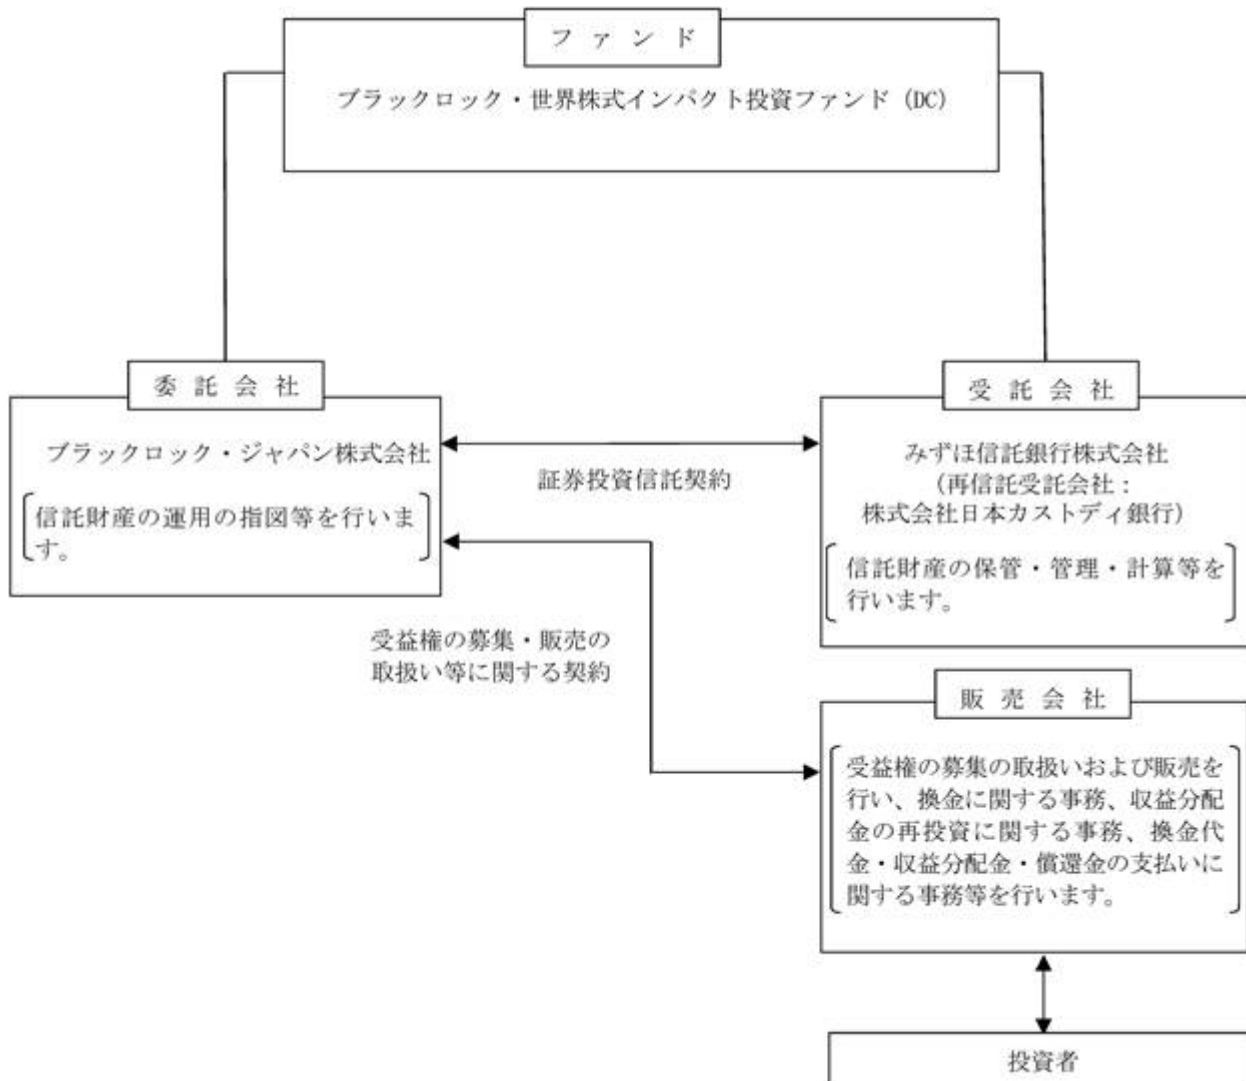 ファンド
ブラックロック・世界株式インパクト投資ファンド（DC）
委託会社
ブラックロック・ジャパン株式会社
信託財産の運用の指図等を行いま
す。
証券投資信託契約
受託会社
みずほ信託銀行株式会社
（再信託受託会社：
株式会社日本カストディ銀行）
信託財産の保管・管理・計算等を
行います。
受益権の募集・販売の
取扱い等に関する契約
販売会社
受益権の募集の取扱いおよび販売を
行い、換金に関する事務、収益分配
金の再投資に関する事務、換金代
金・収益分配金・償還金の支払いに
関する事務等を行います。
投資者